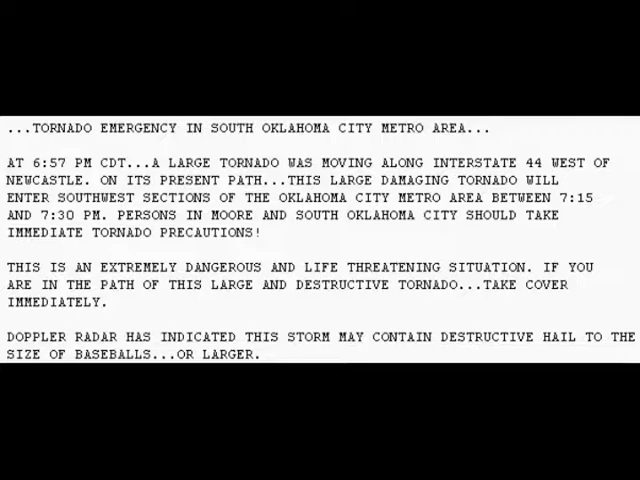 ...TORNADO EMERGENCY IN SOUTH OKLAHOMA CITY METRO AREA...
AT 6:57 PM CDT...A LARGE TORNADO WAS MOVING ALONG INTERSTATE 44 WEST OF
NEWCASTLE. ON ITS PRESENT PATH...THIS LARGE DAMAGING TORNADO WILL
ENTER SOUTHWEST SECTIONS OF THE OKLAHOMA CITY METRO AREA BETWEEN 7:15
AND 7:30 PM. PERSONS IN MOORE AND SOUTH OKLAHOMA CITY SHOULD TAKE
IMMEDIATE TORNADO PRECAUTIONS!
THIS IS AN EXTREMELY DANGEROUS AND LIFE THREATENING SITUATION. IF YOU
ARE IN THE PATH OF THIS LARGE AND DESTRUCTIVE TORNADO...TAKE COVER
IMMEDIATELY.
DOPPLER RADAR HAS INDICATED THIS STORM MAY CONTAIN DESTRUCTIVE HAIL TO THE
SIZE OF BASEBALLS...OR LARGER.